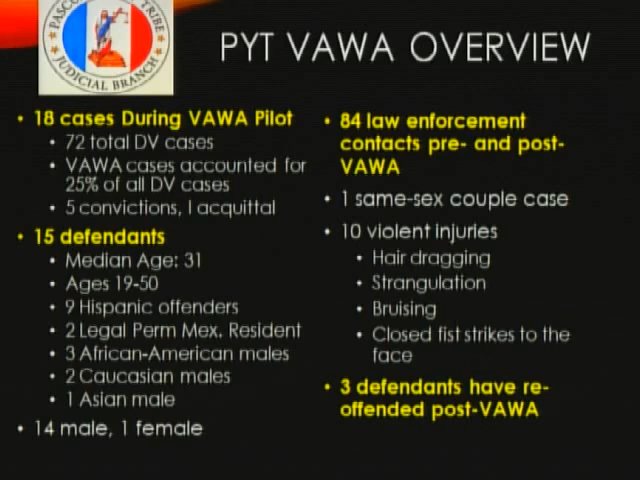 PASCU TRIBE
JUDICIAL BRANCH
PYT VAWA OVERVIEW
• 18 cases During VAWA Pilot
• 72 total DV cases
• VAWA cases accounted for
25% of all DV cases
• 5 convictions, 1 acquittal
• 15 defendants
• Median Age: 31
• Ages 19-50
• 9 Hispanic offenders
• 2 Legal Perm Mex. Resident
• 3 African-American males
• 2 Caucasian males
• 1 Asian male
• 14 male, 1 female
• 84 law enforcement
contacts pre- and post-
VAWA
• 1 same-sex couple case
• 10 violent injuries
• Hair dragging
• Strangulation
• Bruising
• Closed fist strikes to the
face
• 3 defendants have re-
offended post-VAWA